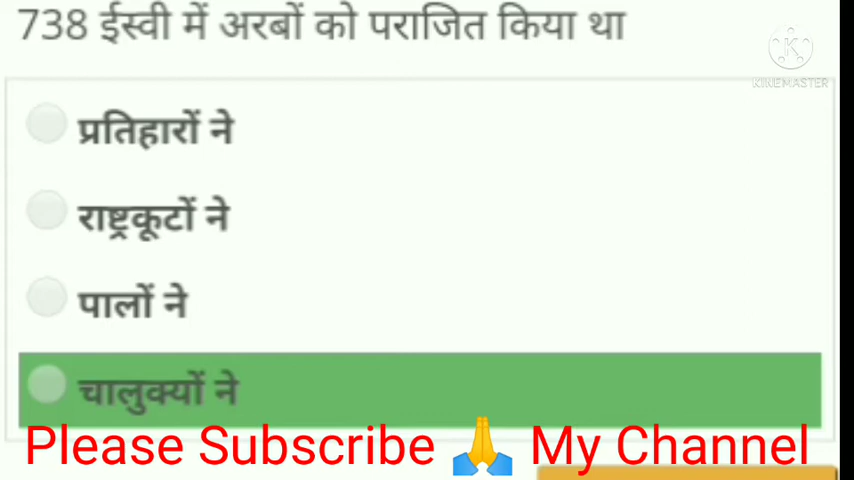 738 ईस्वी में अरबों को पराजित किया था
KINEMASTER
प्रतिहारों ने
राष्ट्रकूटों ने
पालों ने
चालुक्यों ने
Please Subscribe 🙏 My Channel